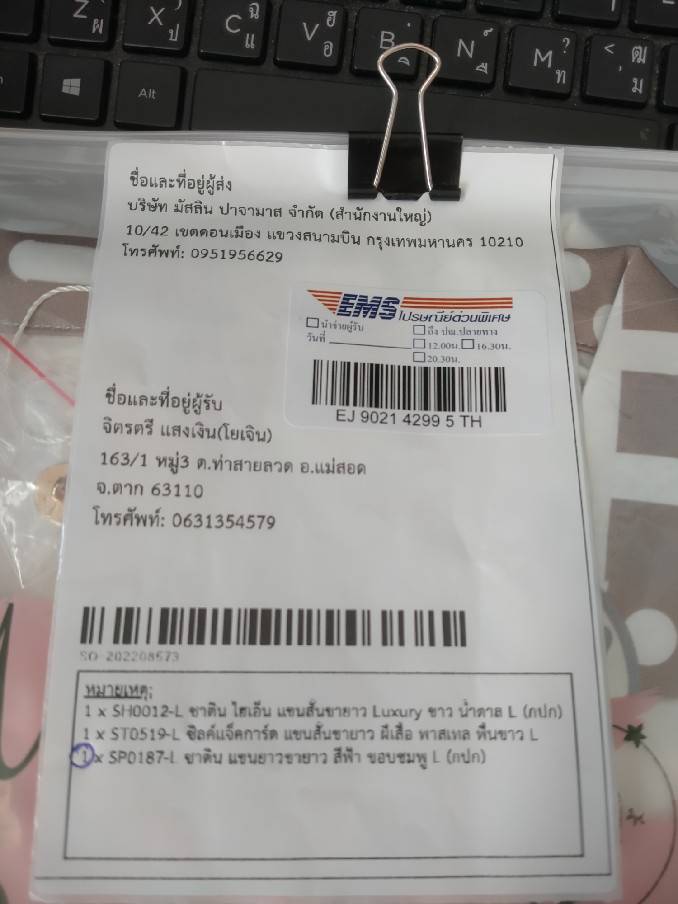 Z ผ
X ป
C ฉ แ
V ฮ อ
B ิ
N ์ ื
M ? ท
< ฒ , ม
Alt
ชื่อและที่อยู่ผู้ส่ง
บริษัท มัสลิน ปาจามาส จำกัด (สำนักงานใหญ่)
10/42 เขตดอนเมือง แขวงสนามบิน กรุงเทพมหานคร 10210
โทรศัพท์: 0951956629
EMS ไปรษณีย์ด่วนพิเศษ
นำจ่ายผู้รับ
ถึง ปณ.ปลายทาง
วันที่
12.00น. 16.30น.
20.30น.
EJ 9021 4299 5 TH
ชื่อและที่อยู่ผู้รับ
จิตรตรี แสงเงิน(โยเจิน)
163/1 หมู่3 ต.ท่าสายลวด อ.แม่สอด
จ.ตาก 63110
โทรศัพท์: 0631354579
SO-202208573
หมายเหตุ:
1 x SH0012-L ซาติน ไฮเอ็น แขนสั้นขายาว Luxury ขาว น้ำตาล L (กปก)
1 x ST0519-L ซิลค์แจ็คการ์ด แขนสั้นขายาว ผีเสื้อ พาสเทล พื้นขาว L
1 x SP0187-L ซาติน แขนยาวขายาว สีฟ้า ขอบชมพู L (กปก)